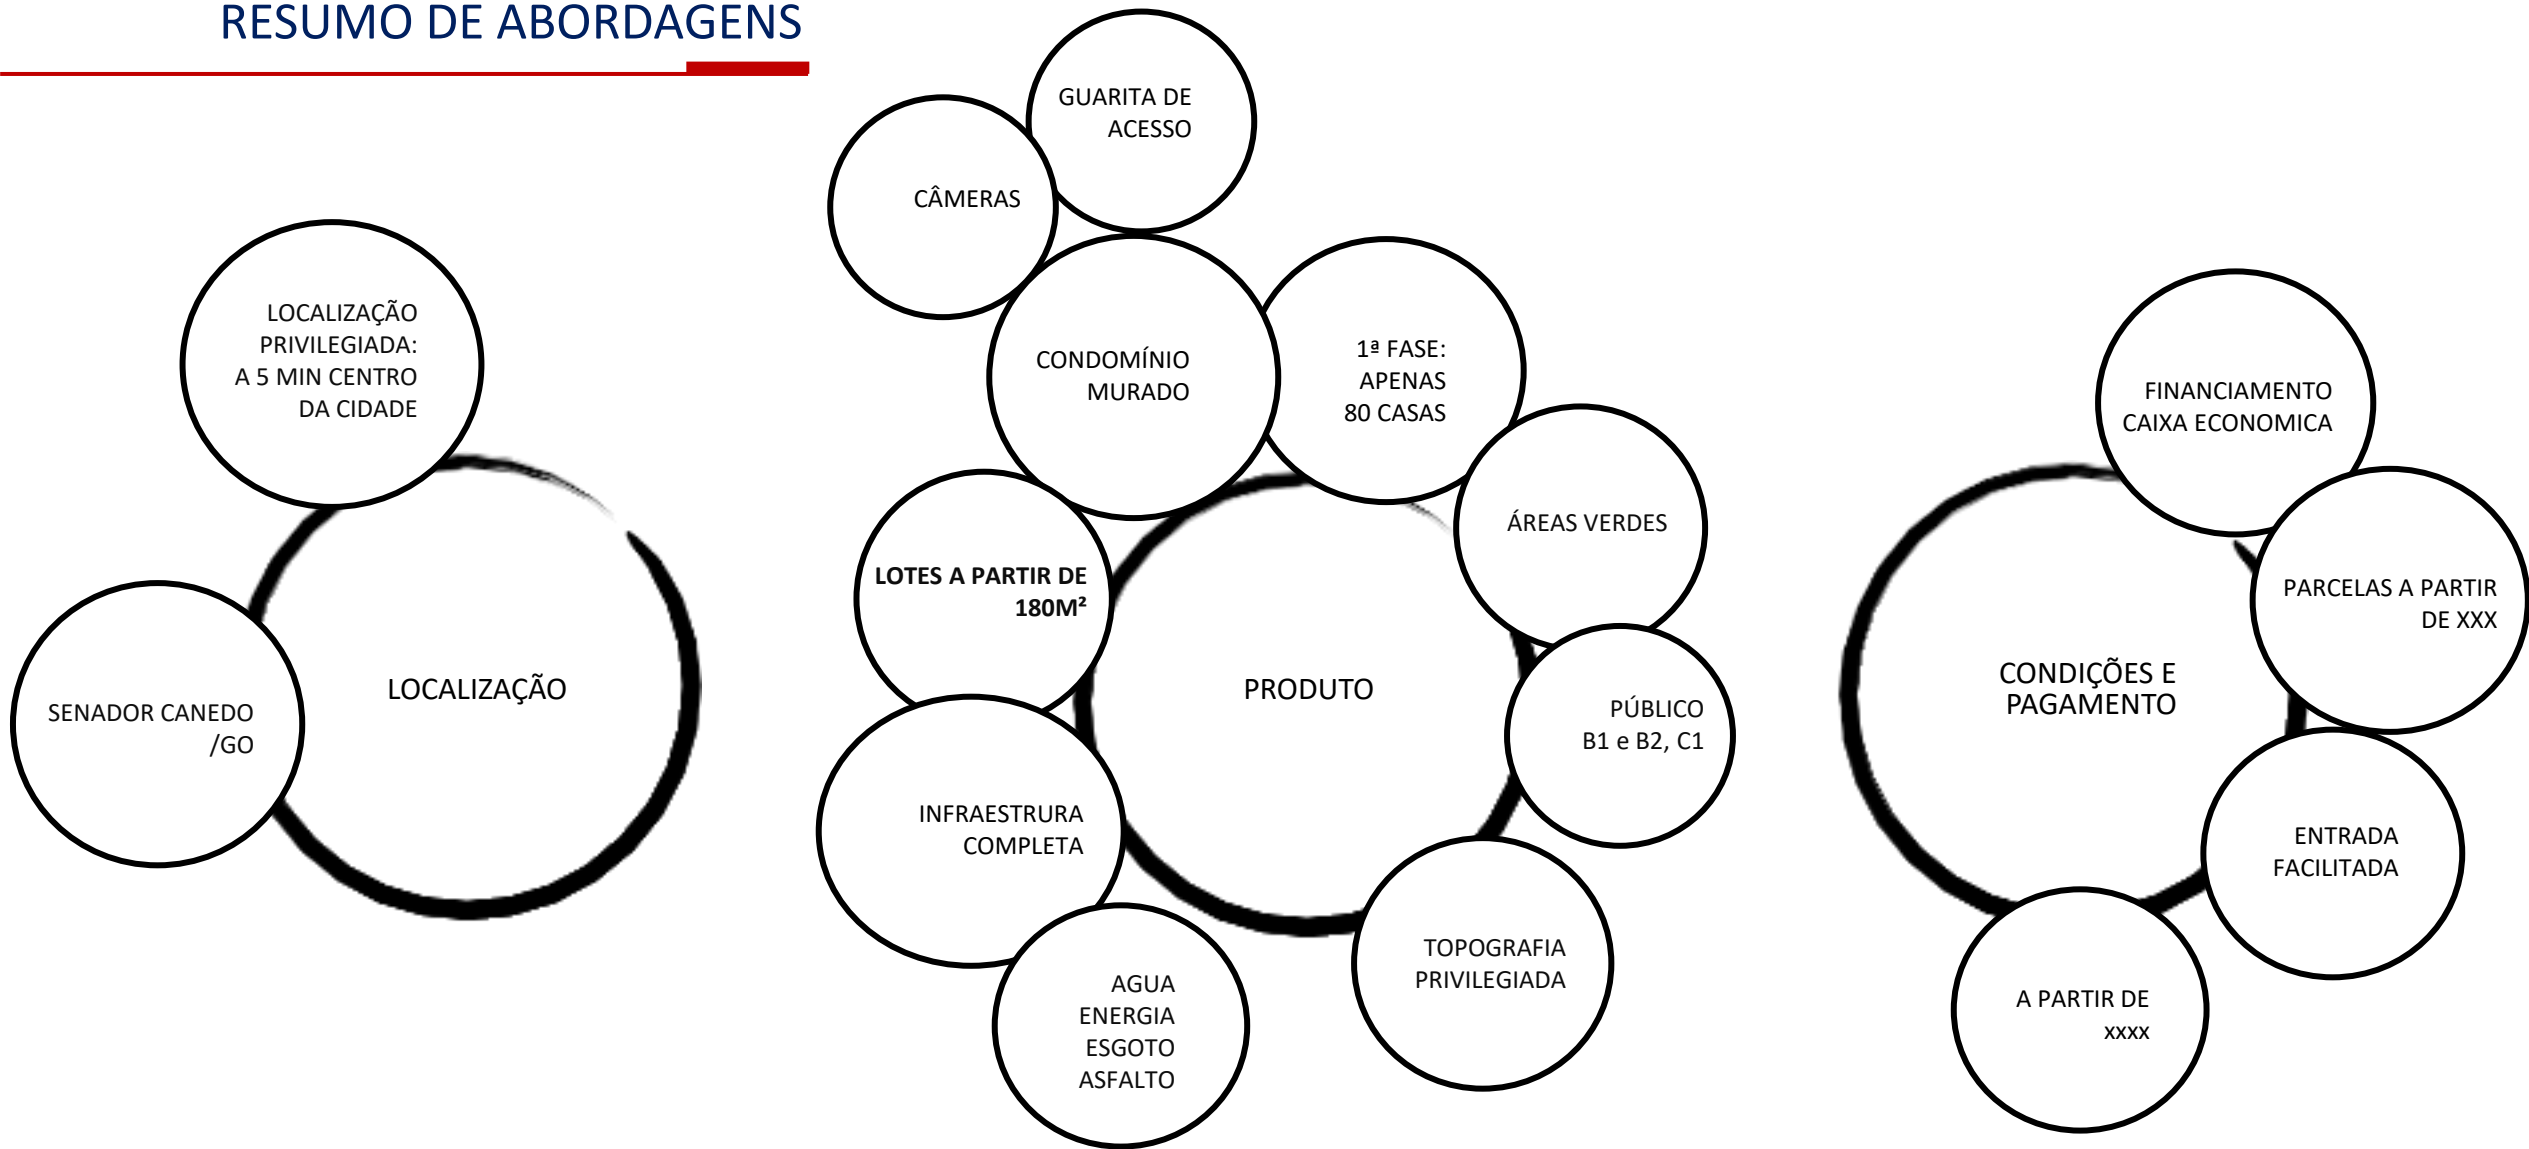 RESUMO DE ABORDAGENS
LOCALIZAÇÃO
PRIVILEGIADA:
A 5 MIN CENTRO
DA CIDADE
SENADOR CANEDO
/GO
LOCALIZAÇÃO
GUARITA DE
ACESSO
CÂMERAS
CONDOMÍNIO
MURADO
1ª FASE:
APENAS
80 CASAS
ÁREAS VERDES
LOTES A PARTIR DE
180M²
PRODUTO
PÚBLICO
B1 e B2, C1
INFRAESTRURA
COMPLETA
TOPOGRAFIA
PRIVILEGIADA
AGUA
ENERGIA
ESGOTO
ASFALTO
FINANCIAMENTO
CAIXA ECONOMICA
PARCELAS A PARTIR
DE XXX
CONDIÇÕES E
PAGAMENTO
ENTRADA
FACILITADA
A PARTIR DE
xxxx